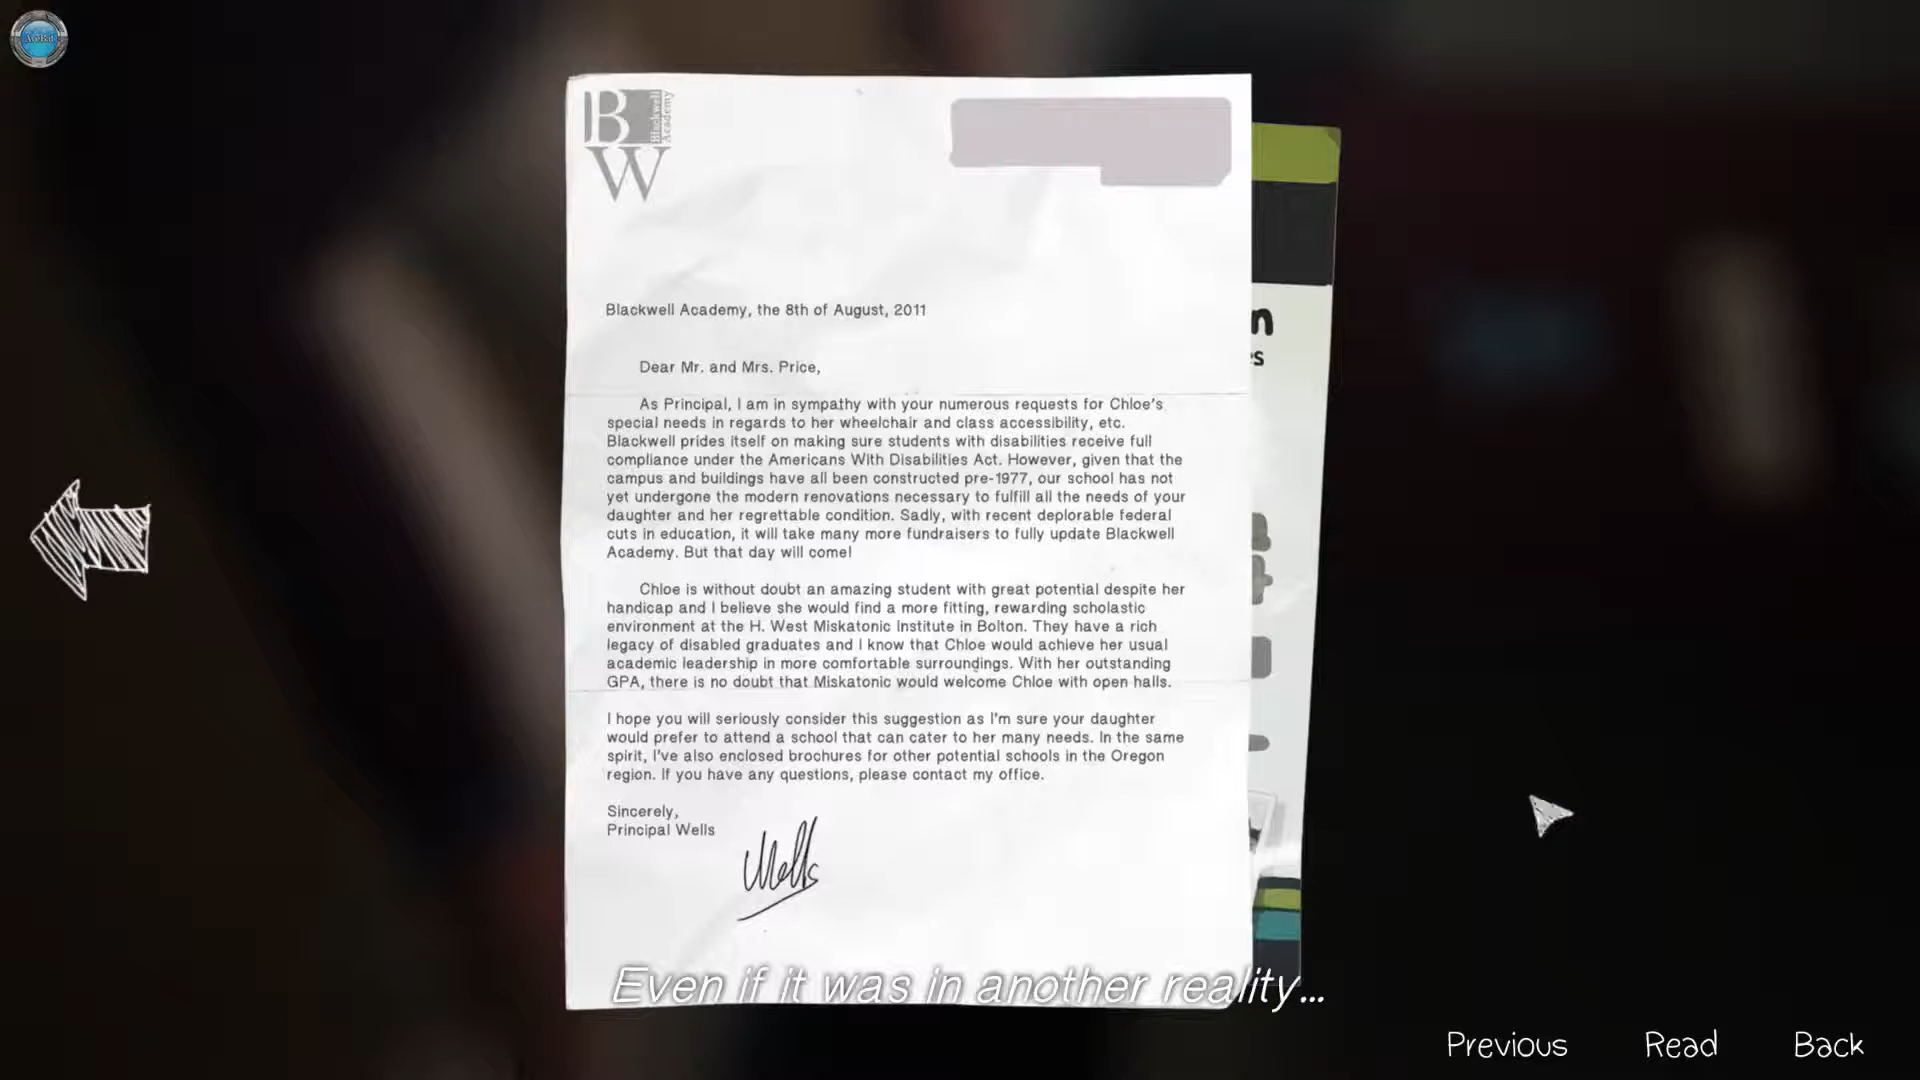 AceBat
B
W
Blackwell
Academy
Blackwell Academy, the 8th of August, 2011
Dear Mr. and Mrs. Price,
As Principal, I am in sympathy with your numerous requests for Chloe's
special needs in regards to her wheelchair and class accessibility, etc.
Blackwell prides itself on making sure students with disabilities receive full
compliance under the Americans With Disabilities Act. However, given that the
campus and buildings have all been constructed pre-1977, our school has not
yet undergone the modern renovations necessary to fulfill all the needs of your
daughter and her regrettable condition. Sadly, with recent deplorable federal
cuts in education, it will take many more fundraisers to fully update Blackwell
Academy. But that day will come!
Chloe is without doubt an amazing student with great potential despite her
handicap and I believe she would find a more fitting, rewarding scholastic
environment at the H. West Miskatonic Institute in Bolton. They have a rich
legacy of disabled graduates and I know that Chloe would achieve her usual
academic leadership in more comfortable surroundings. With her outstanding
GPA, there is no doubt that Miskatonic would welcome Chloe with open halls.
I hope you will seriously consider this suggestion as I'm sure your daughter
would prefer to attend a school that can cater to her many needs. In the same
spirit, I've also enclosed brochures for other potential schools in the Oregon
region. If you have any questions, please contact my office.
Sincerely,
Principal Wells
Wells
n
es
Even if it was in another reality...
Previous Read Back